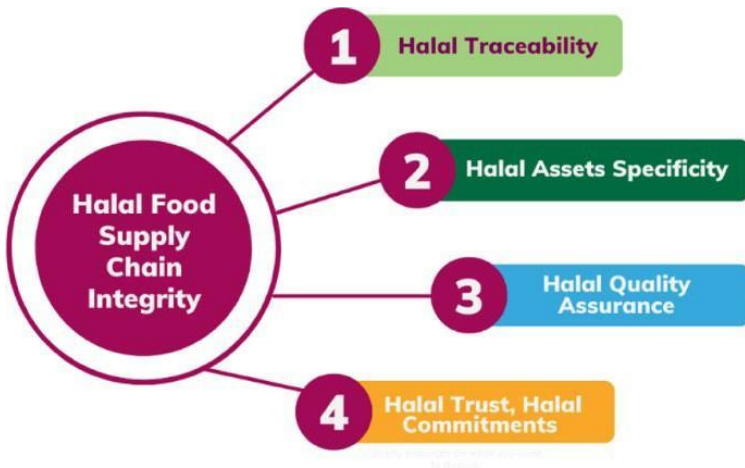 1
Halal Traceability
2
Halal Assets Specificity
Halal Food
Supply
Chain
Integrity
3
Halal Quality
Assurance
4
Halal Trust, Halal
Commitments